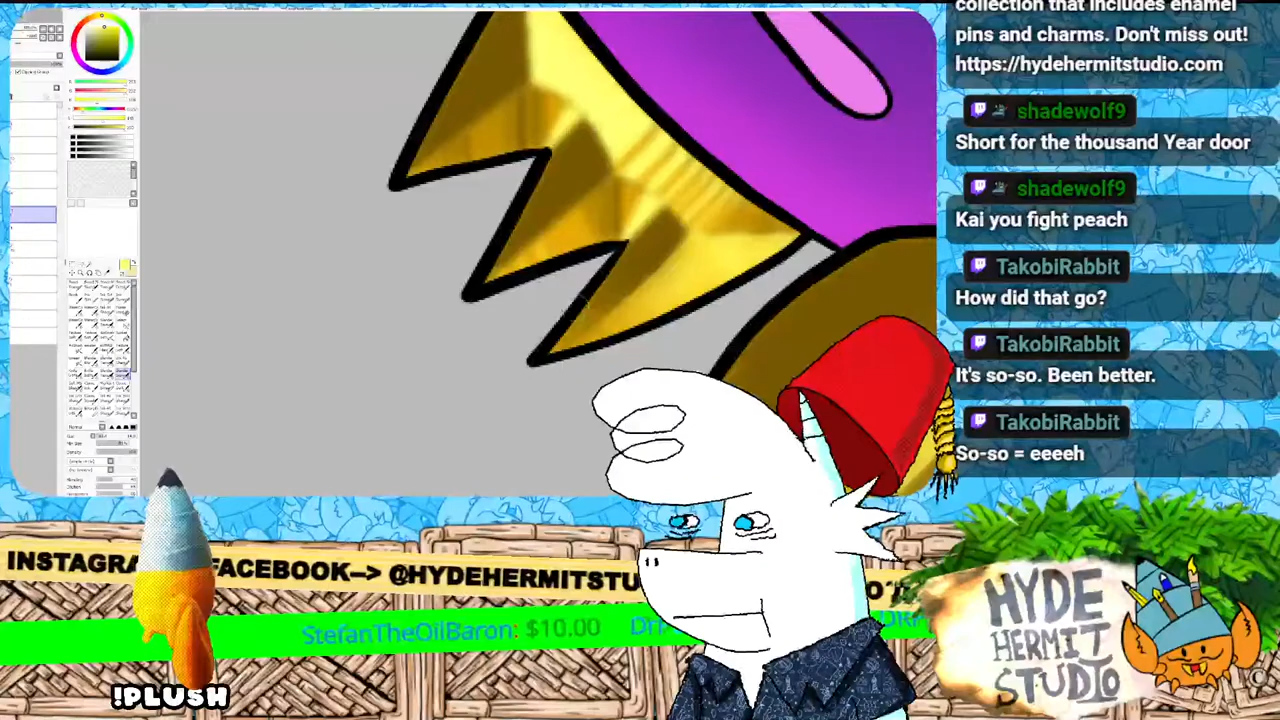 collection that includes enamel
pins and charms. Don't miss out!
https://hydehermitstudio.com
shadewolf9
Short for the thousand Year door
shadewolf9
Kai you fight peach
TakobiRabbit
How did that go?
TakobiRabbit
It's so-so. Been better.
TakobiRabbit
So-so = eeeeh
FACEBOOK--> @HYDEHERMITSTU
StefanTheOilBaron: $10.00
!PLUSH
HYDE
HERMIT
STUDIO